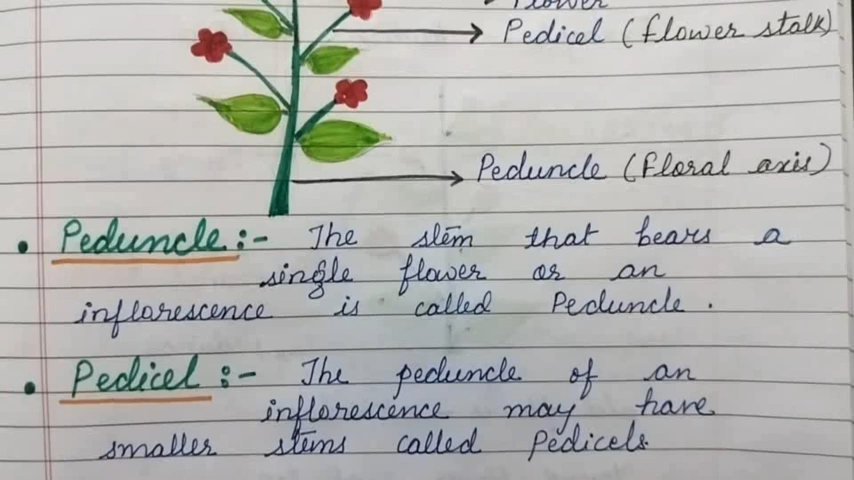 Flower
Pedicel (flower stalk)
Peduncle (Floral axis)
• Peduncle :- The stem that bears a
single flower or an
inflorescence is called Peduncle.
• Pedicel :- The peduncle of an
inflorescence may have
smaller stems called Pedicels.